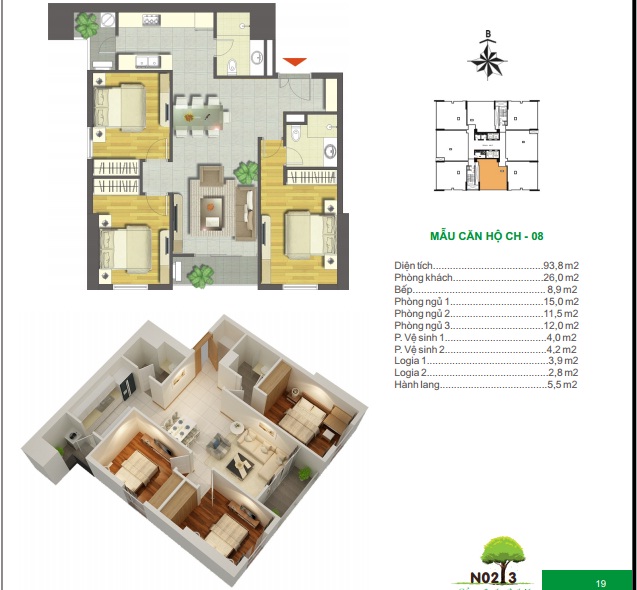 B
MẪU CĂN HỘ CH - 08
Diện tích..............................................93,8 m2
Phòng khách......................................26,0 m2
Bếp......................................................8,9 m2
Phòng ngủ 1.......................................15,0 m2
Phòng ngủ 2.......................................11,5 m2
Phòng ngủ 3.......................................12,0 m2
P. Vệ sinh 1..........................................4,0 m2
P. Vệ sinh 2..........................................4,2 m2
Logia 1.................................................3,9 m2
Logia 2.................................................2,8 m2
Hành lang.............................................5,5 m2
N02 3
19